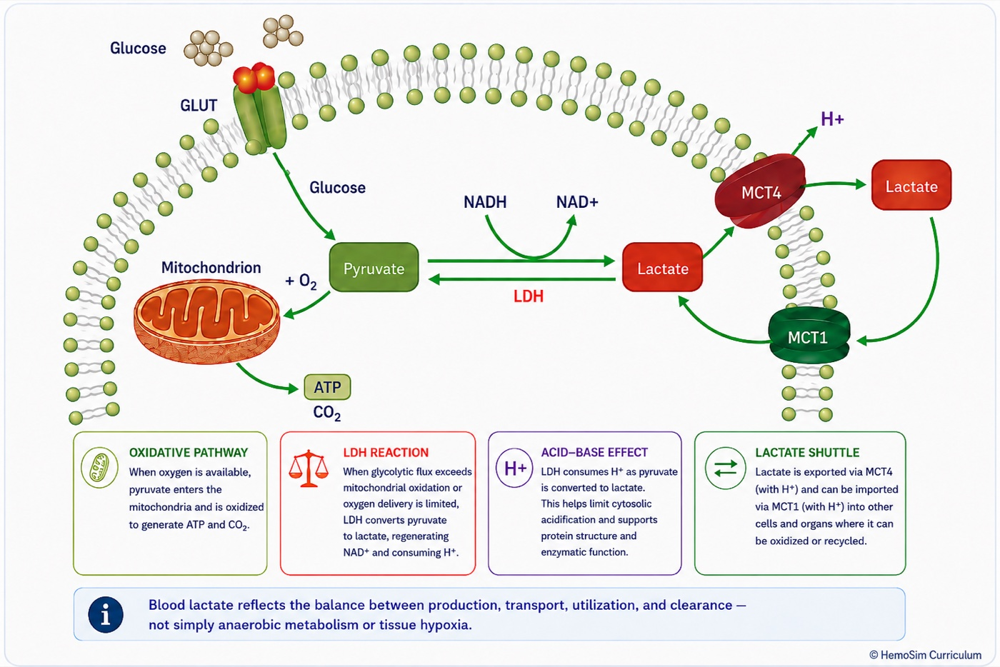 Glucose
GLUT
Glucose
H+
MCT4
Lactate
NADH
NAD+
Pyruvate
Lactate
LDH
Mitochondrion
+ O₂
MCT1
ATP
CO₂
OXIDATIVE PATHWAY
When oxygen is available,
pyruvate enters the
mitochondria and is oxidized
to generate ATP and CO₂.
LDH REACTION
When glycolytic flux exceeds
mitochondrial oxidation or
oxygen delivery is limited,
LDH converts pyruvate
to lactate, regenerating
NAD⁺ and consuming H⁺.
H+
ACID–BASE EFFECT
LDH consumes H⁺ as pyruvate
is converted to lactate.
This helps limit cytosolic
acidification and supports
protein structure and
enzymatic function.
LACTATE SHUTTLE
Lactate is exported via MCT4
(with H⁺) and can be imported
via MCT1 (with H⁺) into other
cells and organs where it can
be oxidized or recycled.
i
Blood lactate reflects the balance between production, transport, utilization, and clearance —
not simply anaerobic metabolism or tissue hypoxia.
© HemoSim Curriculum